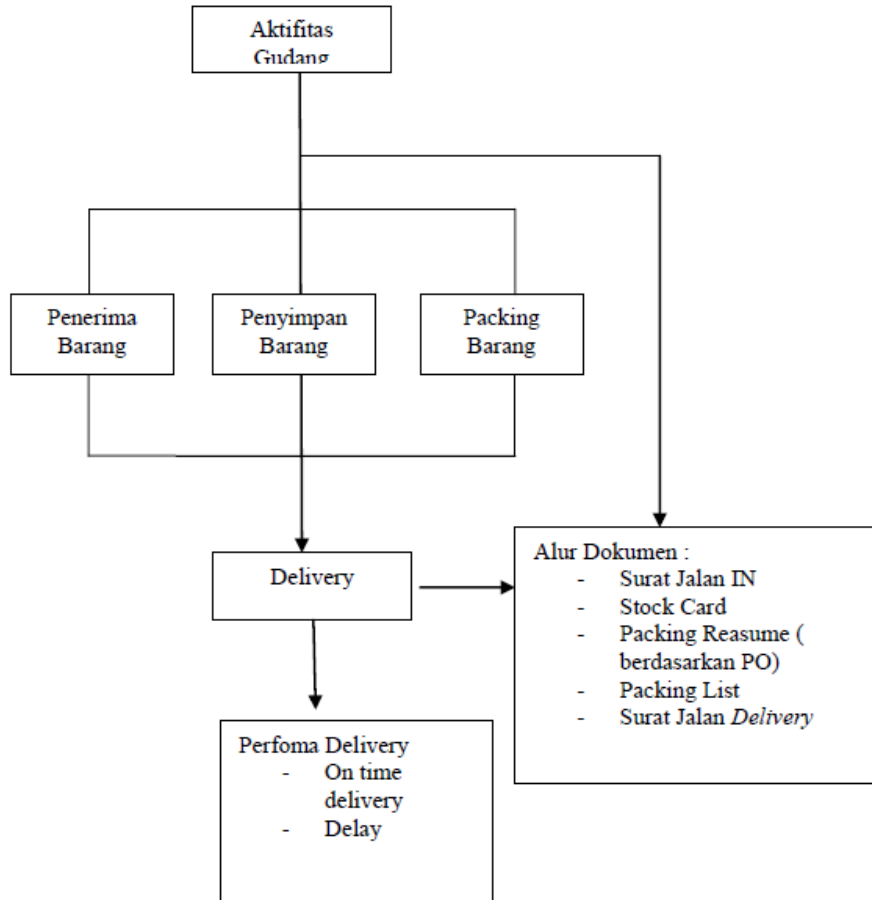 Aktifitas
Gudang
Penerima
Barang
Penyimpan
Barang
Packing
Barang
Delivery
Alur Dokumen :
- Surat Jalan IN
- Stock Card
- Packing Reasume (
berdasarkan PO)
- Packing List
- Surat Jalan Delivery
Perfoma Delivery
- On time
delivery
- Delay